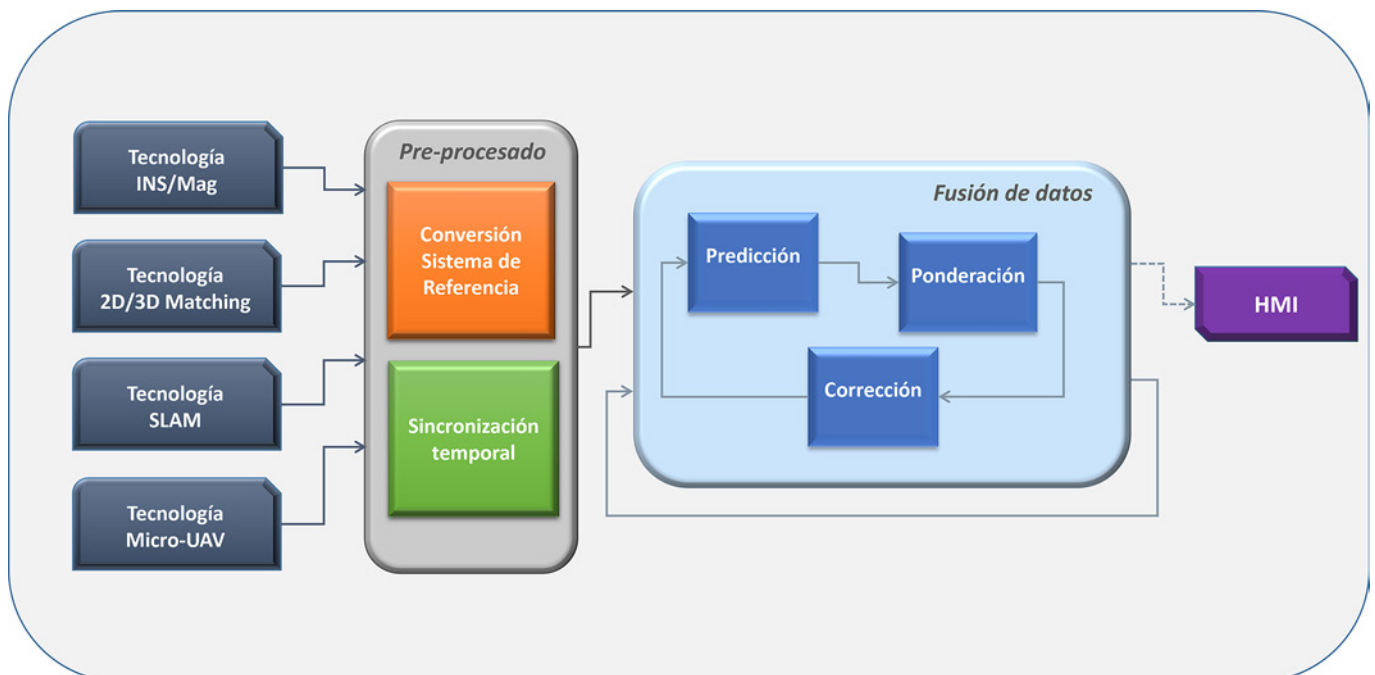 Tecnología
INS/Mag
Tecnología
2D/3D Matching
Tecnología
SLAM
Tecnología
Micro-UAV
Pre-procesado
Conversión
Sistema de
Referencia
Sincronización
temporal
Fusión de datos
Predicción
Ponderación
Corrección
HMI